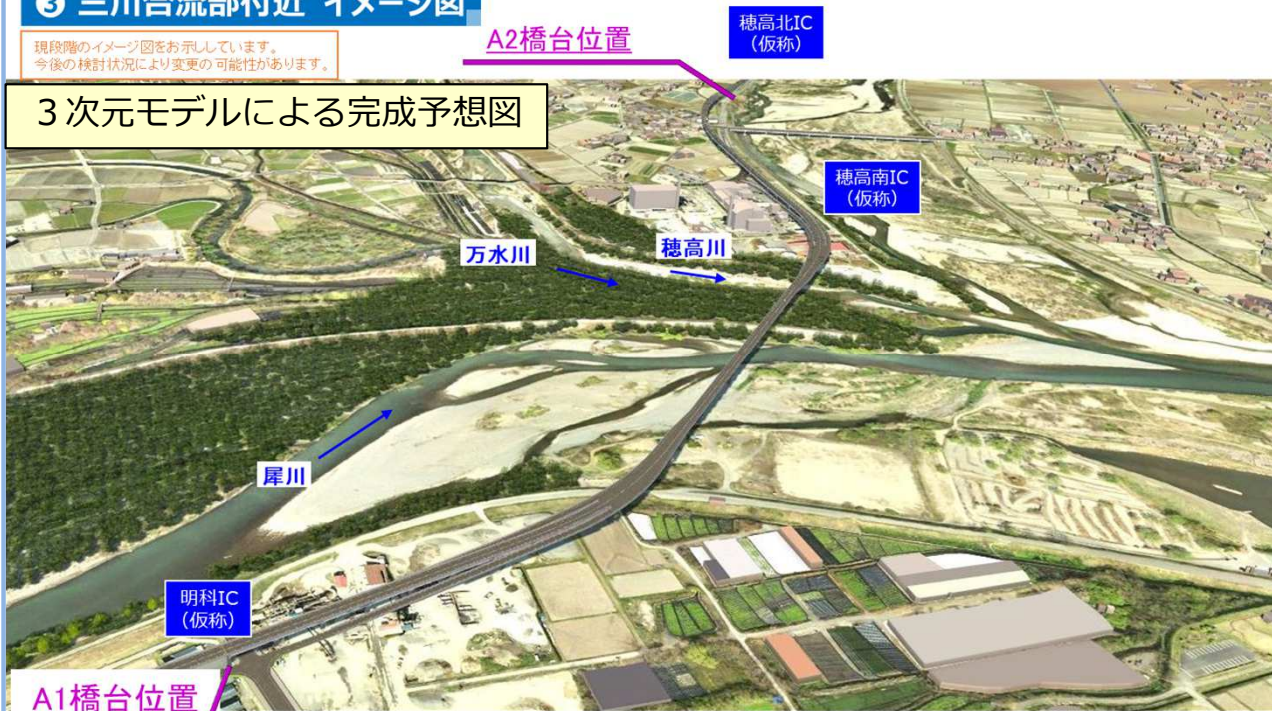 ❸ 三川合流部付近 イメージ図
現段階のイメージ図をお示ししています。
今後の検討状況により変更の可能性があります。
A2橋台位置
穂高北IC
（仮称）
３次元モデルによる完成予想図
穂高南IC
（仮称）
万水川
穂高川
犀川
明科IC
（仮称）
A1橋台位置